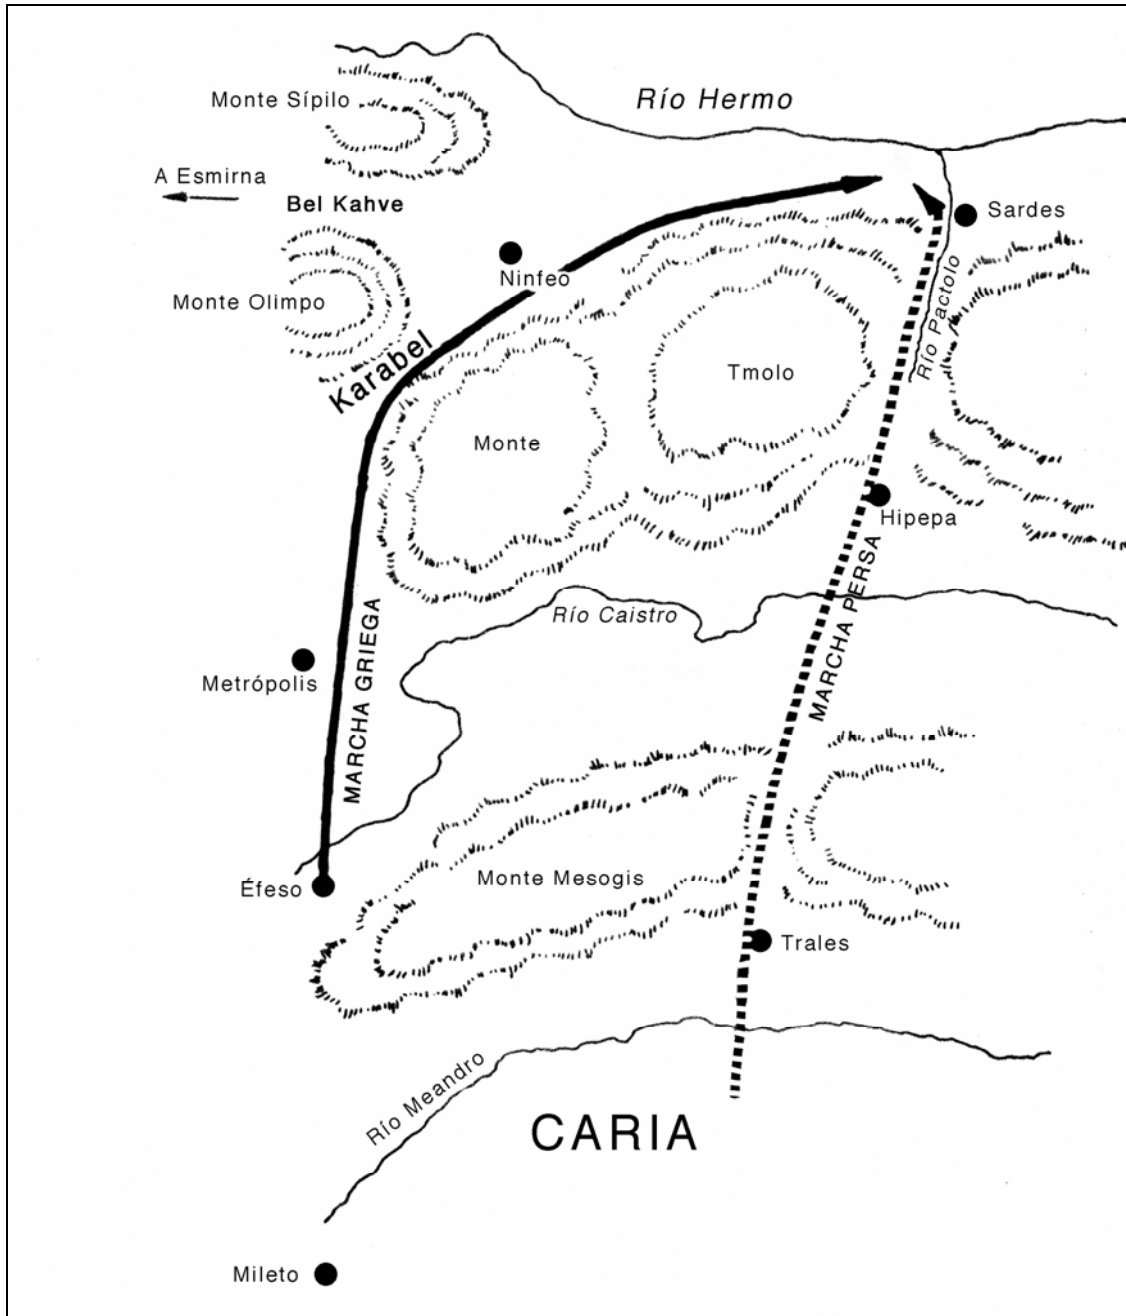 Monte Sípilo
Río Hermo
A Esmirna
Bel Kahve
Sardes
Ninfeo
Monte Olimpo
Río Pactolo
Karabel
Tmolo
Monte
Hipepa
Río Caistro
MARCHA PERSA
Metrópolis
MARCHA GRIEGA
Monte Mesogis
Éfeso
Trales
Río Meandro
CARIA
Mileto